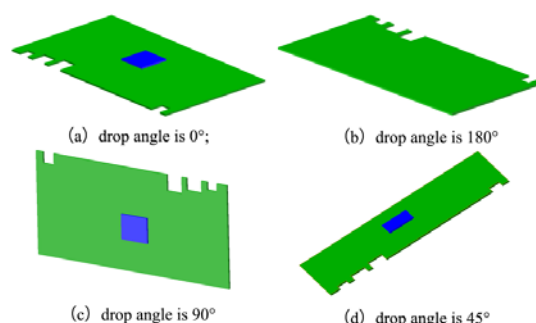 (a) drop angle is 0°;
(b) drop angle is 180°
(c) drop angle is 90°
(d) drop angle is 45°